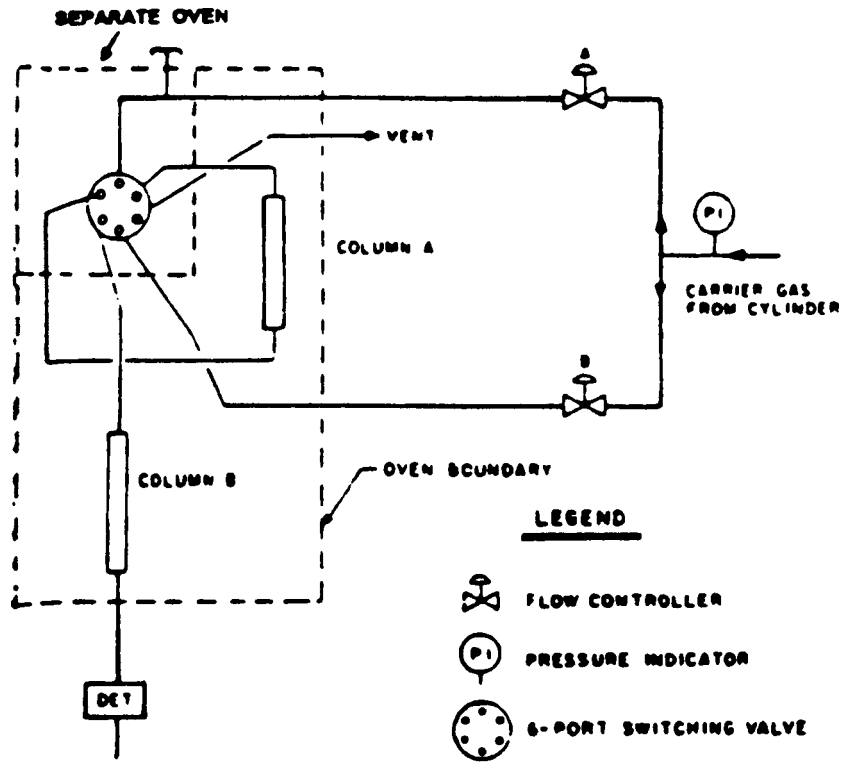 SEPARATE OVEN
A
VENT
PI
COLUMN A
CARRIER GAS
FROM CYLINDER
B
COLUMN B
OVEN BOUNDARY
LEGEND
FLOW CONTROLLER
PI
PRESSURE INDICATOR
6-PORT SWITCHING VALVE
DET